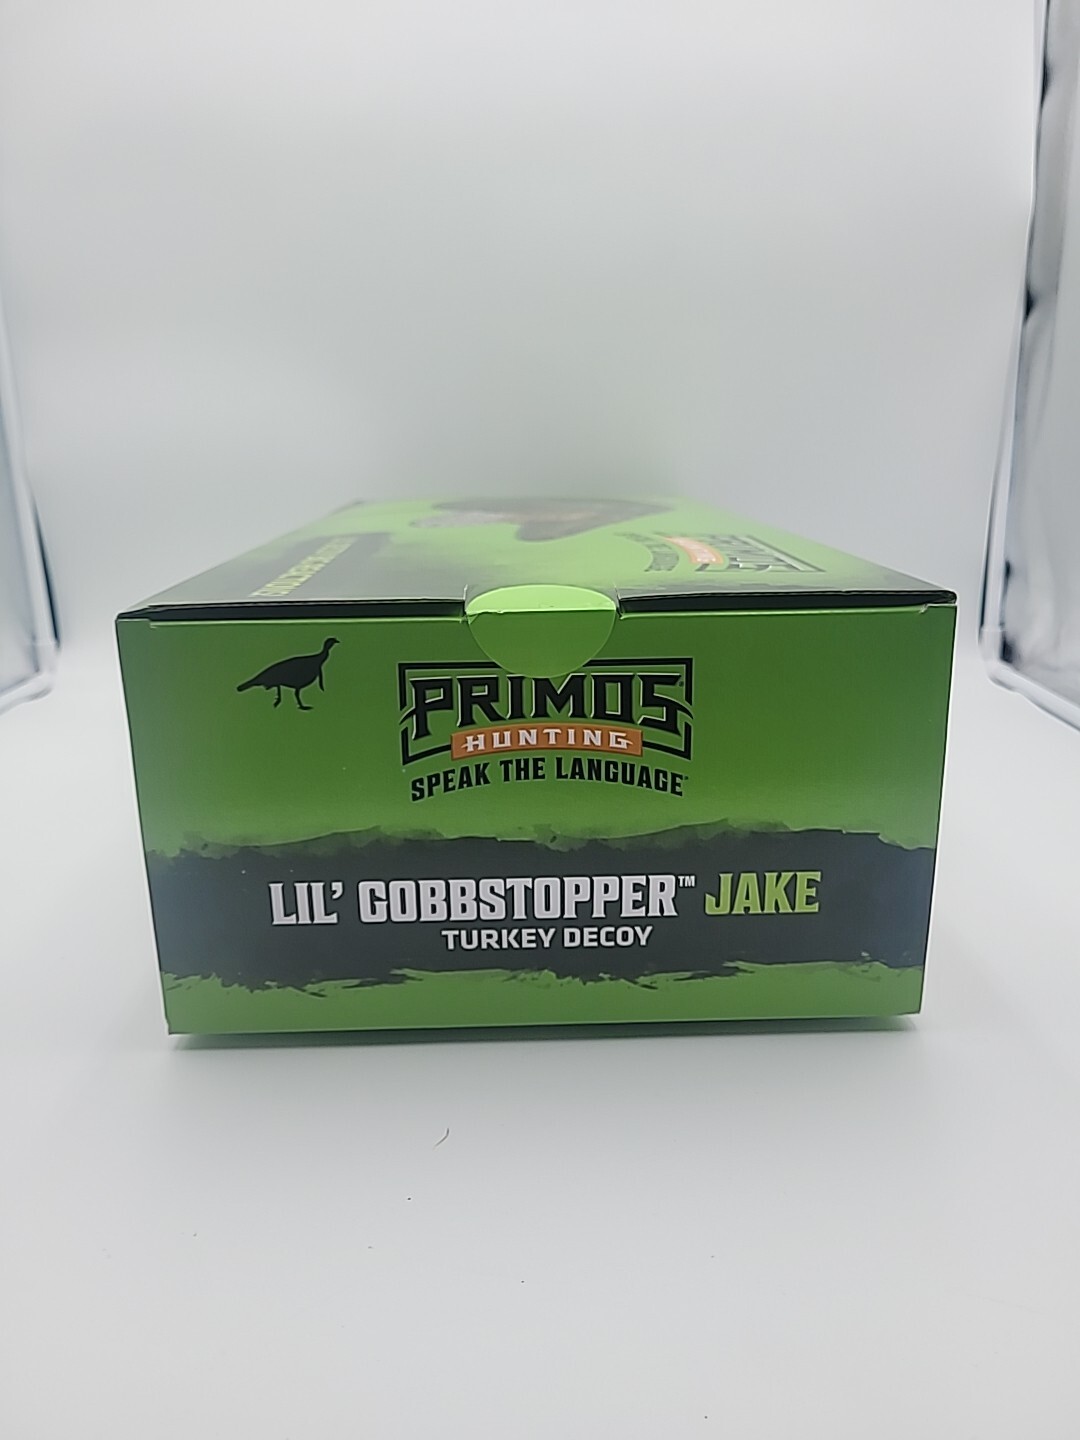 PRIMOS
HUNTING
SPEAK THE LANGUAGE
LIL' GOBBSTOPPER™ JAKE
TURKEY DECOY